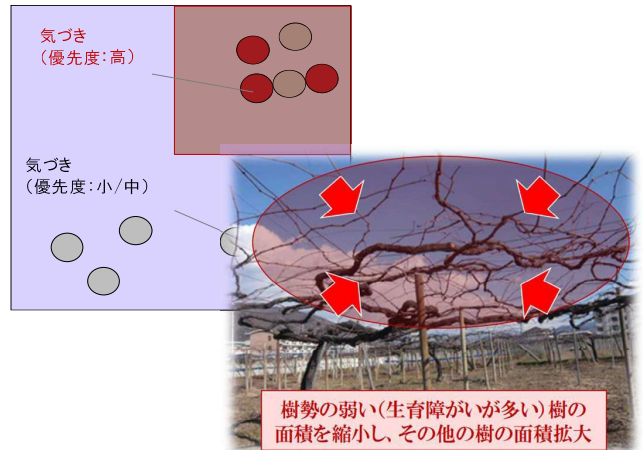 気づき
(優先度:高)
気づき
(優先度:小/中)
樹勢の弱い(生育障がいが多い)樹の
面積を縮小し、その他の樹の面積拡大